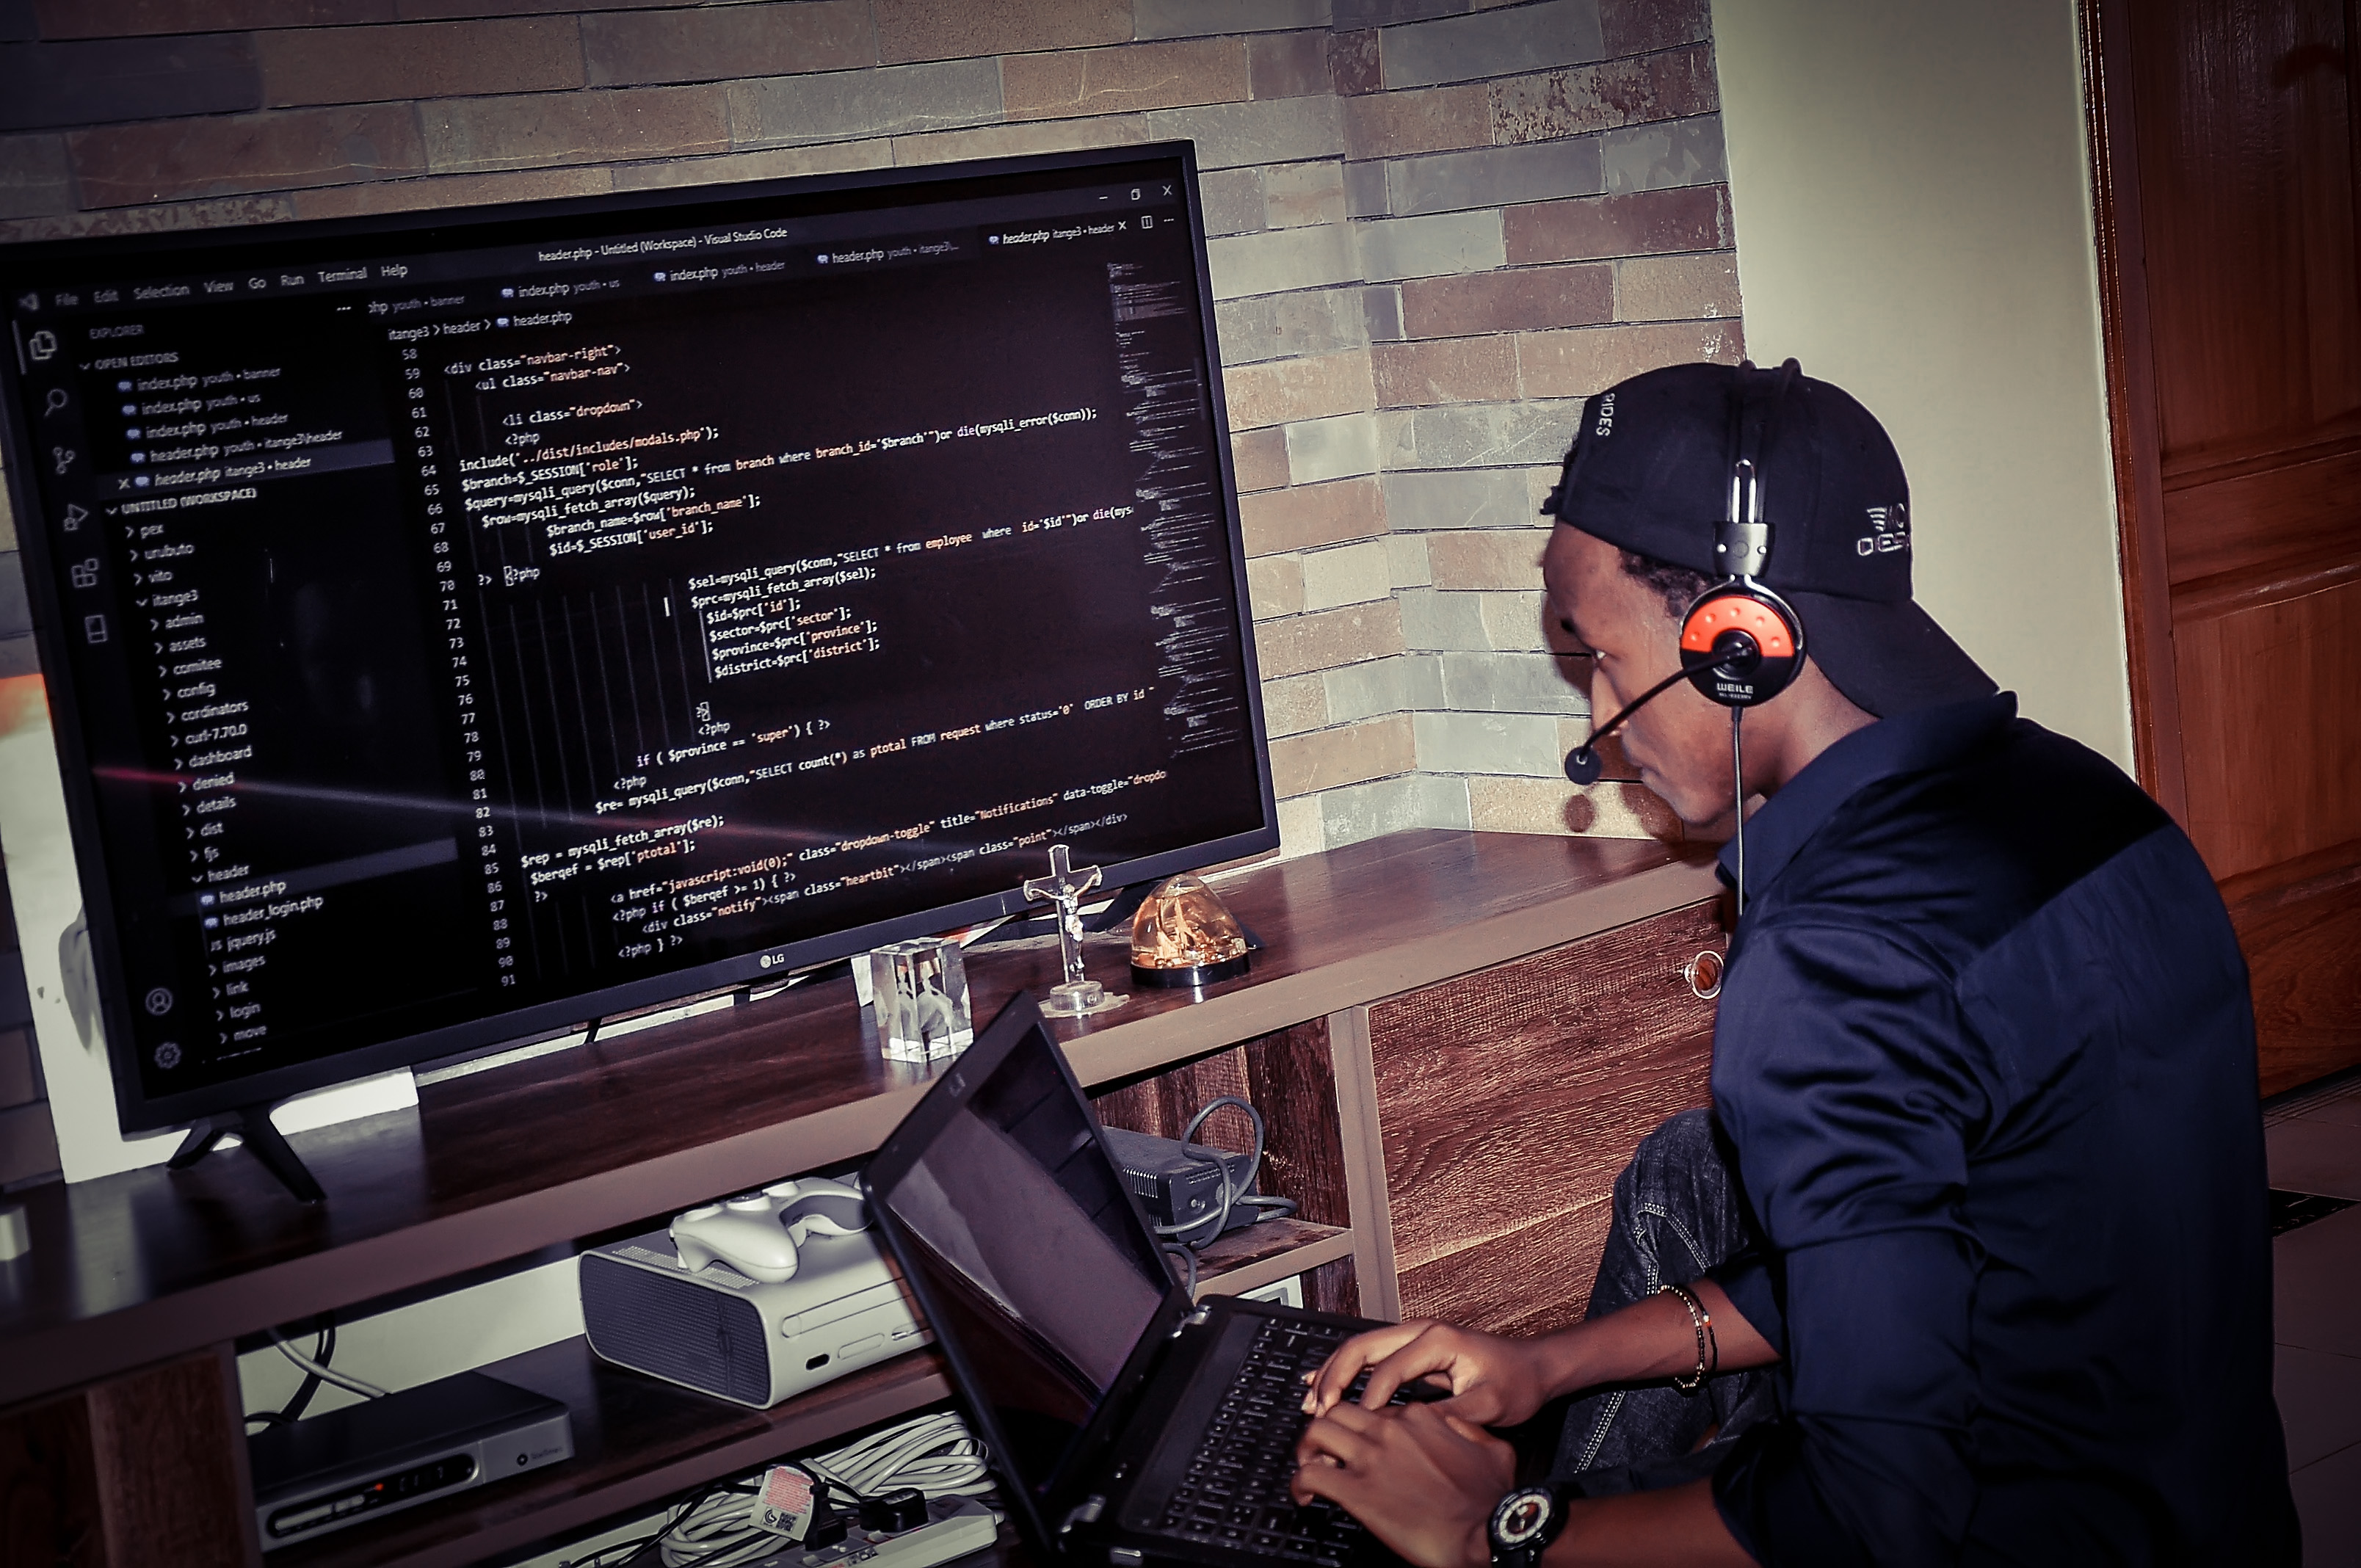 header.php - Untitled (Workspace) - Visual Studio Code
File Edit Selection View Go Run Terminal Help
php youth • banner
index.php youth • us
index.php youth • header
header.php youth • itange3\...
header.php itange3 • header
EXPLORER
OPEN EDITORS
index.php youth • banner
index.php youth • us
index.php youth • header
header.php youth • itange3\header
header.php itange3 • header
UNTITLED (WORKSPACE)
pex
urubuto
vito
itange3
admin
assets
comitee
config
cordinators
curl-7.70.0
dashboard
denied
details
dist
fjs
header
header.php
header_login.php
JS jquery.js
images
link
login
move
itange3 > header > header.php
58
59
60
61
62
63
64
65
66
67
68
69
70
71
72
73
74
75
76
77
78
79
80
81
82
83
84
85
86
87
88
89
90
91
<div class="navbar-right">
<ul class="navbar-nav">
<li class="dropdown">
<?php
include('../dist/includes/modals.php');
$branch=$_SESSION['role'];
$query=mysqli_query($conn,"SELECT * from branch where branch_id='$branch'")or die(mysqli_error($conn));
$row=mysqli_fetch_array($query);
$branch_name=$row['branch_name'];
$id=$_SESSION['user_id'];
?> <?php
$sel=mysqli_query($conn,"SELECT * from employee where id='$id'")or die(mys
$prc=mysqli_fetch_array($sel);
$id=$prc['id'];
$sector=$prc['sector'];
$province=$prc['province'];
$district=$prc['district'];
?>
<?php
if ( $province == 'super') { ?>
<?php
$re= mysqli_query($conn,"SELECT count(*) as ptotal FROM request where status='0' ORDER BY id "
$rep = mysqli_fetch_array($re);
$berqef = $rep['ptotal'];
?>
<a href="javascript:void(0);" class="dropdown-toggle" title="Notifications" data-toggle="dropdo
<?php if ( $berqef >= 1) { ?>
<div class="notify"><span class="heartbit"></span><span class="point"></span></div>
<?php } ?>
LG
RIDES
WEILE